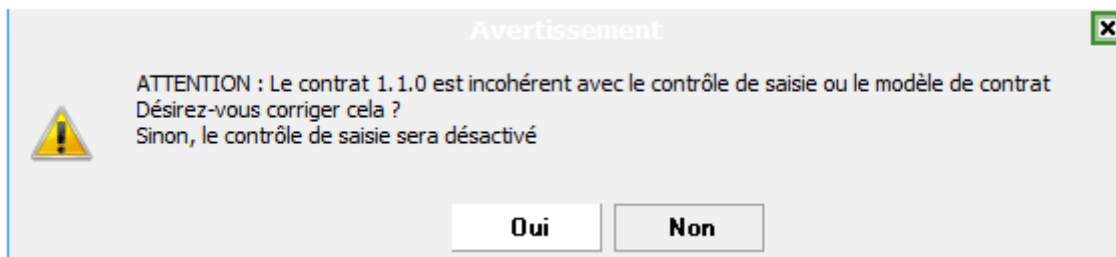 Avertissement
ATTENTION : Le contrat 1.1.0 est incohérent avec le contrôle de saisie ou le modèle de contrat
Désirez-vous corriger cela ?
Sinon, le contrôle de saisie sera désactivé
Oui Non